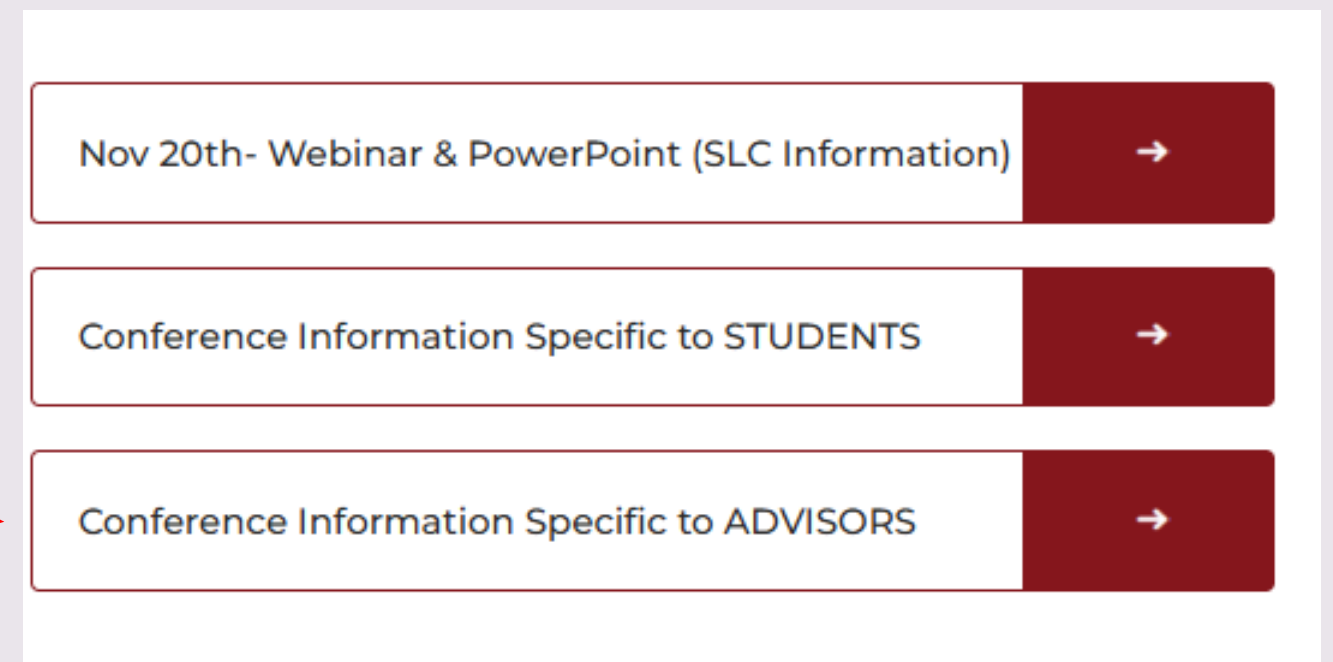 Nov 20th- Webinar & PowerPoint (SLC Information)
Conference Information Specific to STUDENTS
Conference Information Specific to ADVISORS